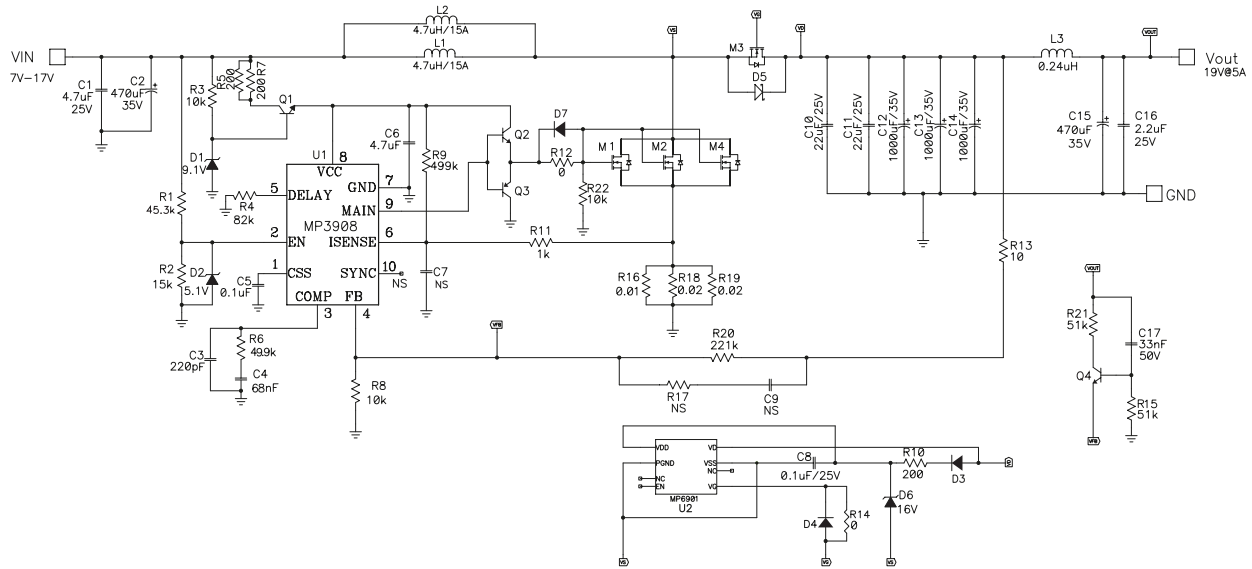 L2
4.7uH/15A
L1
4.7uH/15A
VIN
7V-17V
C1
4.7uF
25V
C2
470uF
35V
R3
10k
R5
200
R7
200
Q1
VS
VG
M3
VD
D5
L3
0.24uH
VOUT
Vout
19V@5A
C10
22uF/25V
C11
22uF/25V
C12
1000uF/35V
C13
1000uF/35V
C14
1000uF/35V
C15
470uF
35V
C16
2.2uF
25V
GND
D1
9.1V
C6
4.7uF
R9
499k
Q2
Q3
D7
R12
0
R22
10k
M1
M2
M4
U1
8
VCC
5
DELAY
GND
7
MAIN
9
MP3908
2
EN
ISENSE
6
1
CSS
SYNC
10
NS
COMP
FB
3
4
R4
82k
R1
45.3k
R2
15k
D2
5.1V
C5
0.1uF
C7
NS
R11
1k
R16
0.01
R18
0.02
R19
0.02
R13
10
C3
220pF
R6
49.9k
C4
68nF
R8
10k
VFB
R20
221k
R17
NS
C9
NS
VOUT
R21
51k
C17
33nF
50V
Q4
R15
51k
VFB
VDD
VD
PGND
VSS
NC
NC
EN
VG
MP6901
U2
C8
0.1uF/25V
R10
200
D3
D6
16V
D4
R14
0
VS
VS